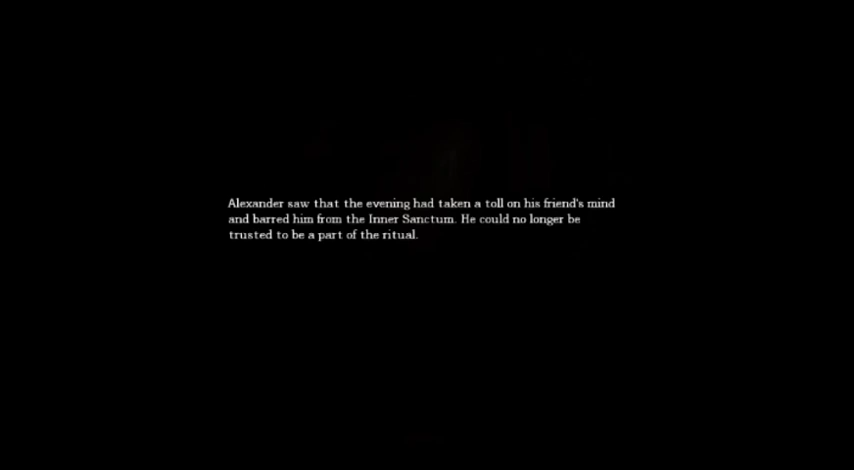 Alexander saw that the evening had taken a toll on his friend's mind
and barred him from the Inner Sanctum. He could no longer be
trusted to be a part of the ritual.